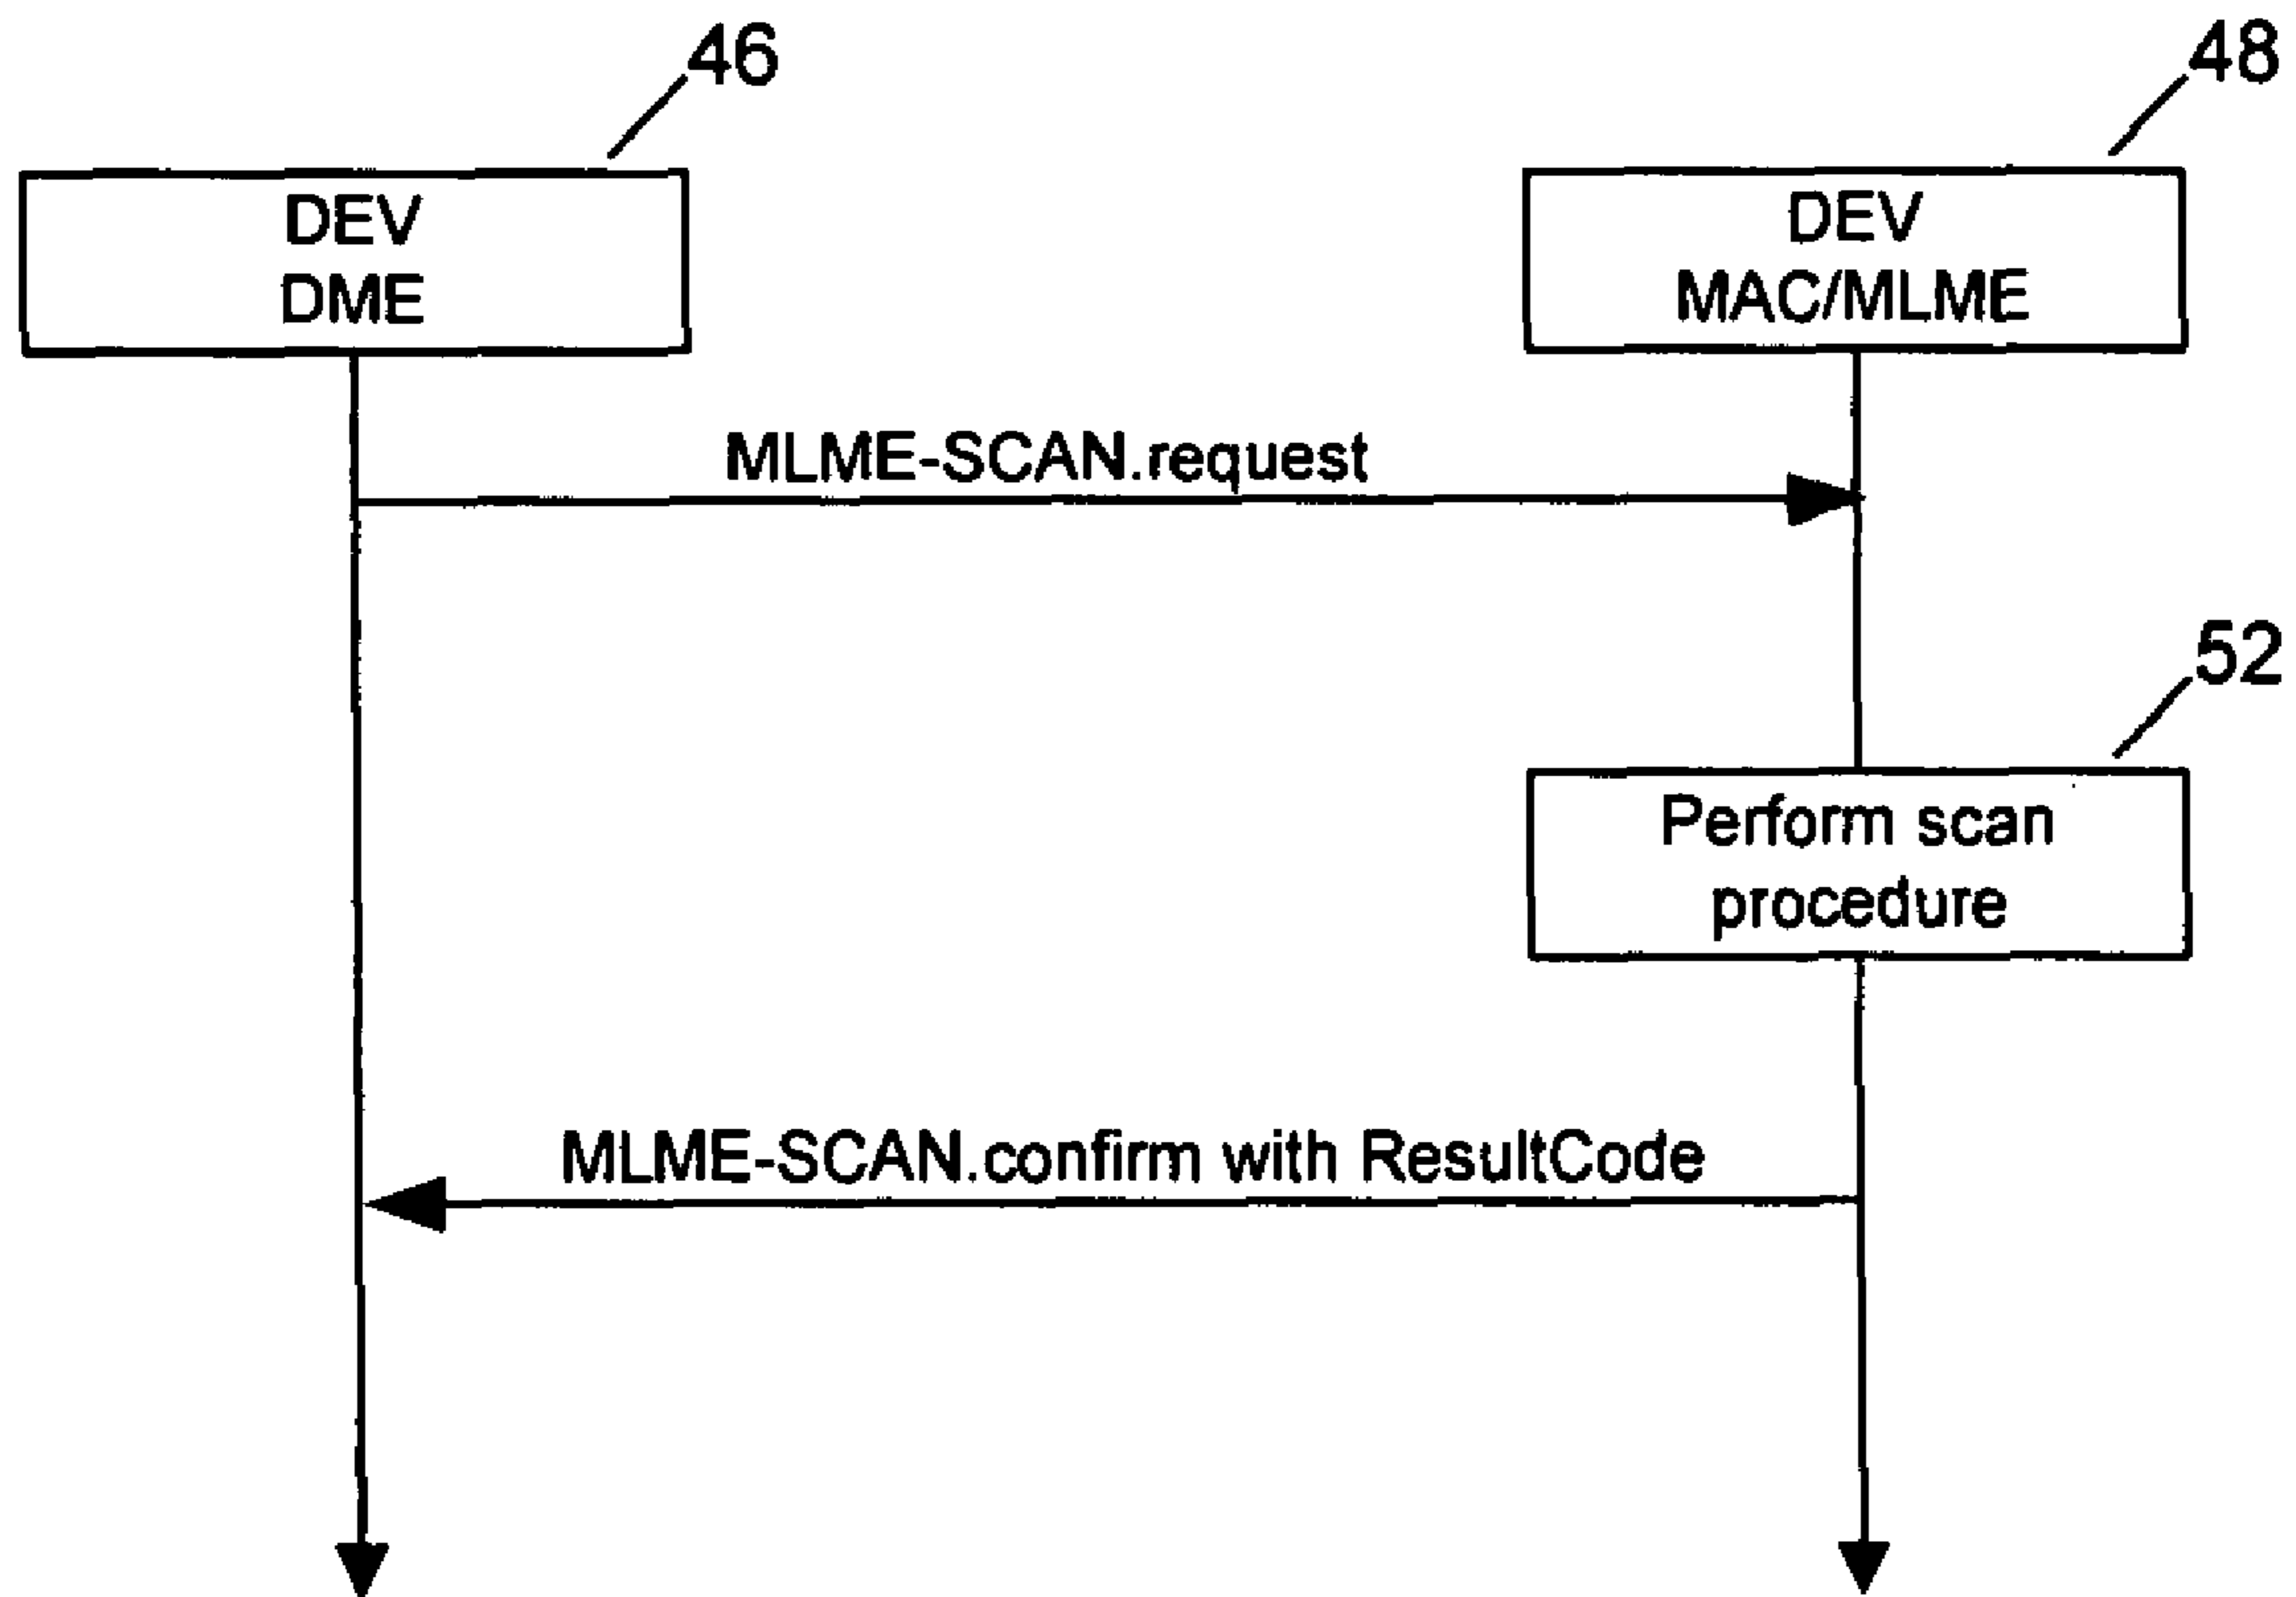 46
48
DEV
DME
DEV
MAC/MLME
MLME-SCAN.request
52
Perform scan
procedure
MLME-SCAN.confirm with ResultCode